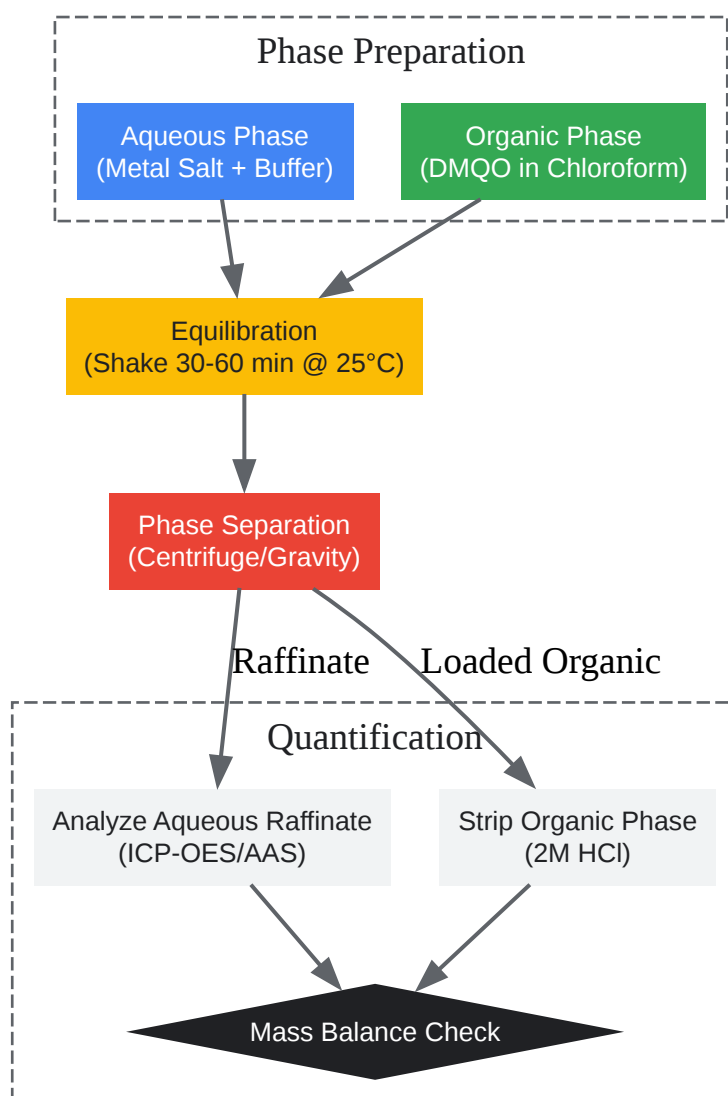 Phase Preparation
Aqueous Phase
(Metal Salt + Buffer)
Organic Phase
(DMQO in Chloroform)
Equilibration
(Shake 30-60 min @ 25°C)
Phase Separation
(Centrifuge/Gravity)
Raffinate
Loaded Organic
Quantification
Analyze Aqueous Raffinate
(ICP-OES/AAS)
Strip Organic Phase
(2M HCl)
Mass Balance Check